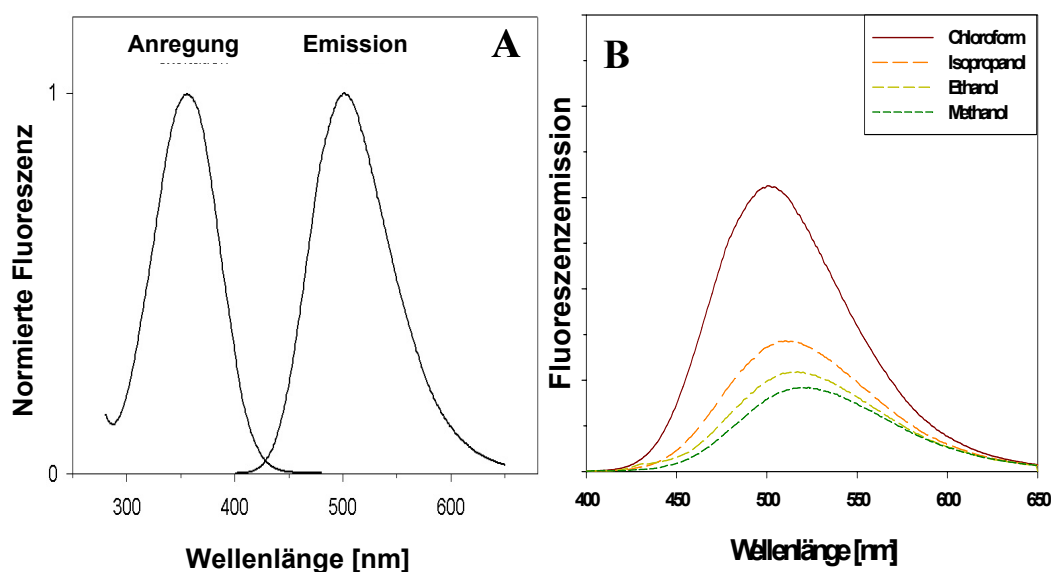 Anregung
Emission
A
1
0
Normierte Fluoreszenz
300
400
500
600
Wellenlänge [nm]
B
Chloroform
Isopropanol
Ethanol
Methanol
Fluoreszenzemission
400
450
500
550
600
650
Wellenlänge [nm]